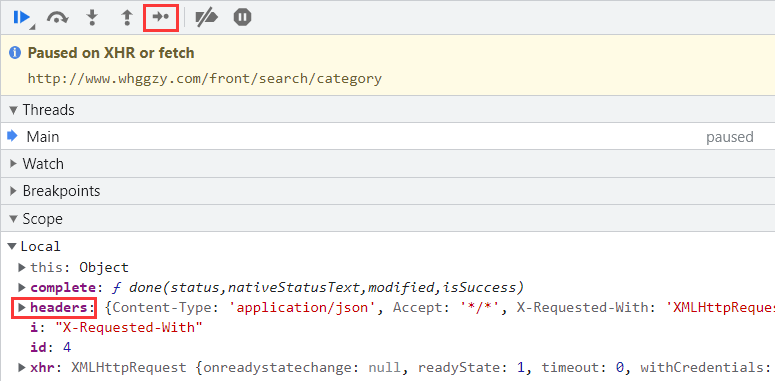 Paused on XHR or fetch
http://www.whggzy.com/front/search/category
Threads
Main paused
Watch
Breakpoints
Scope
Local
this: Object
complete: ƒ done(status,nativeStatusText,modified,isSuccess)
headers: {Content-Type: 'application/json', Accept: '*/*', X-Requested-With: 'XMLHttpReques
i: "X-Requested-With"
id: 4
xhr: XMLHttpRequest {onreadystatechange: null, readyState: 1, timeout: 0, withCredentials: